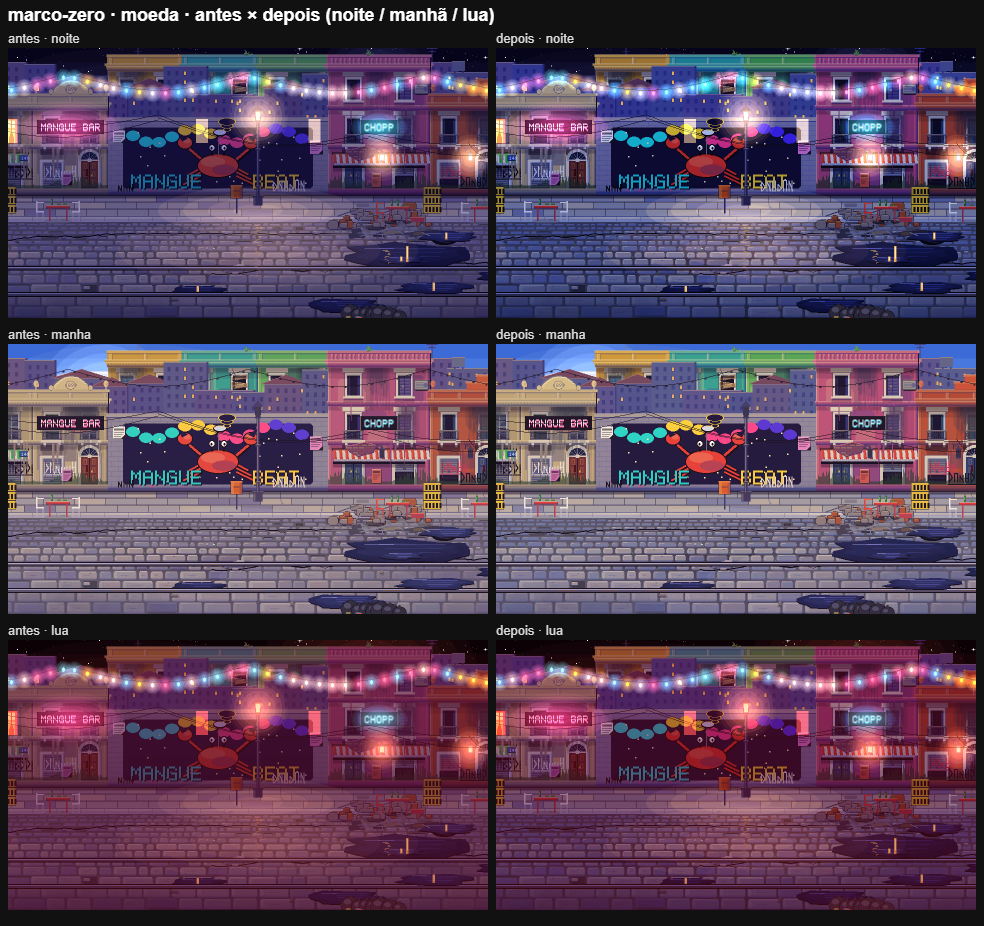 marco-zero · moeda · antes × depois (noite / manhã / lua)
antes · noite
depois · noite
MANGUE BAR
CHOPP
MANGUE BEAT
MANGUE BAR
CHOPP
MANGUE BEAT
antes · manha
depois · manha
MANGUE BAR
CHOPP
MANGUE BEAT
MANGUE BAR
CHOPP
MANGUE BEAT
antes · lua
depois · lua
MANGUE BAR
CHOPP
MANGUE BEAT
MANGUE BAR
CHOPP
MANGUE BEAT